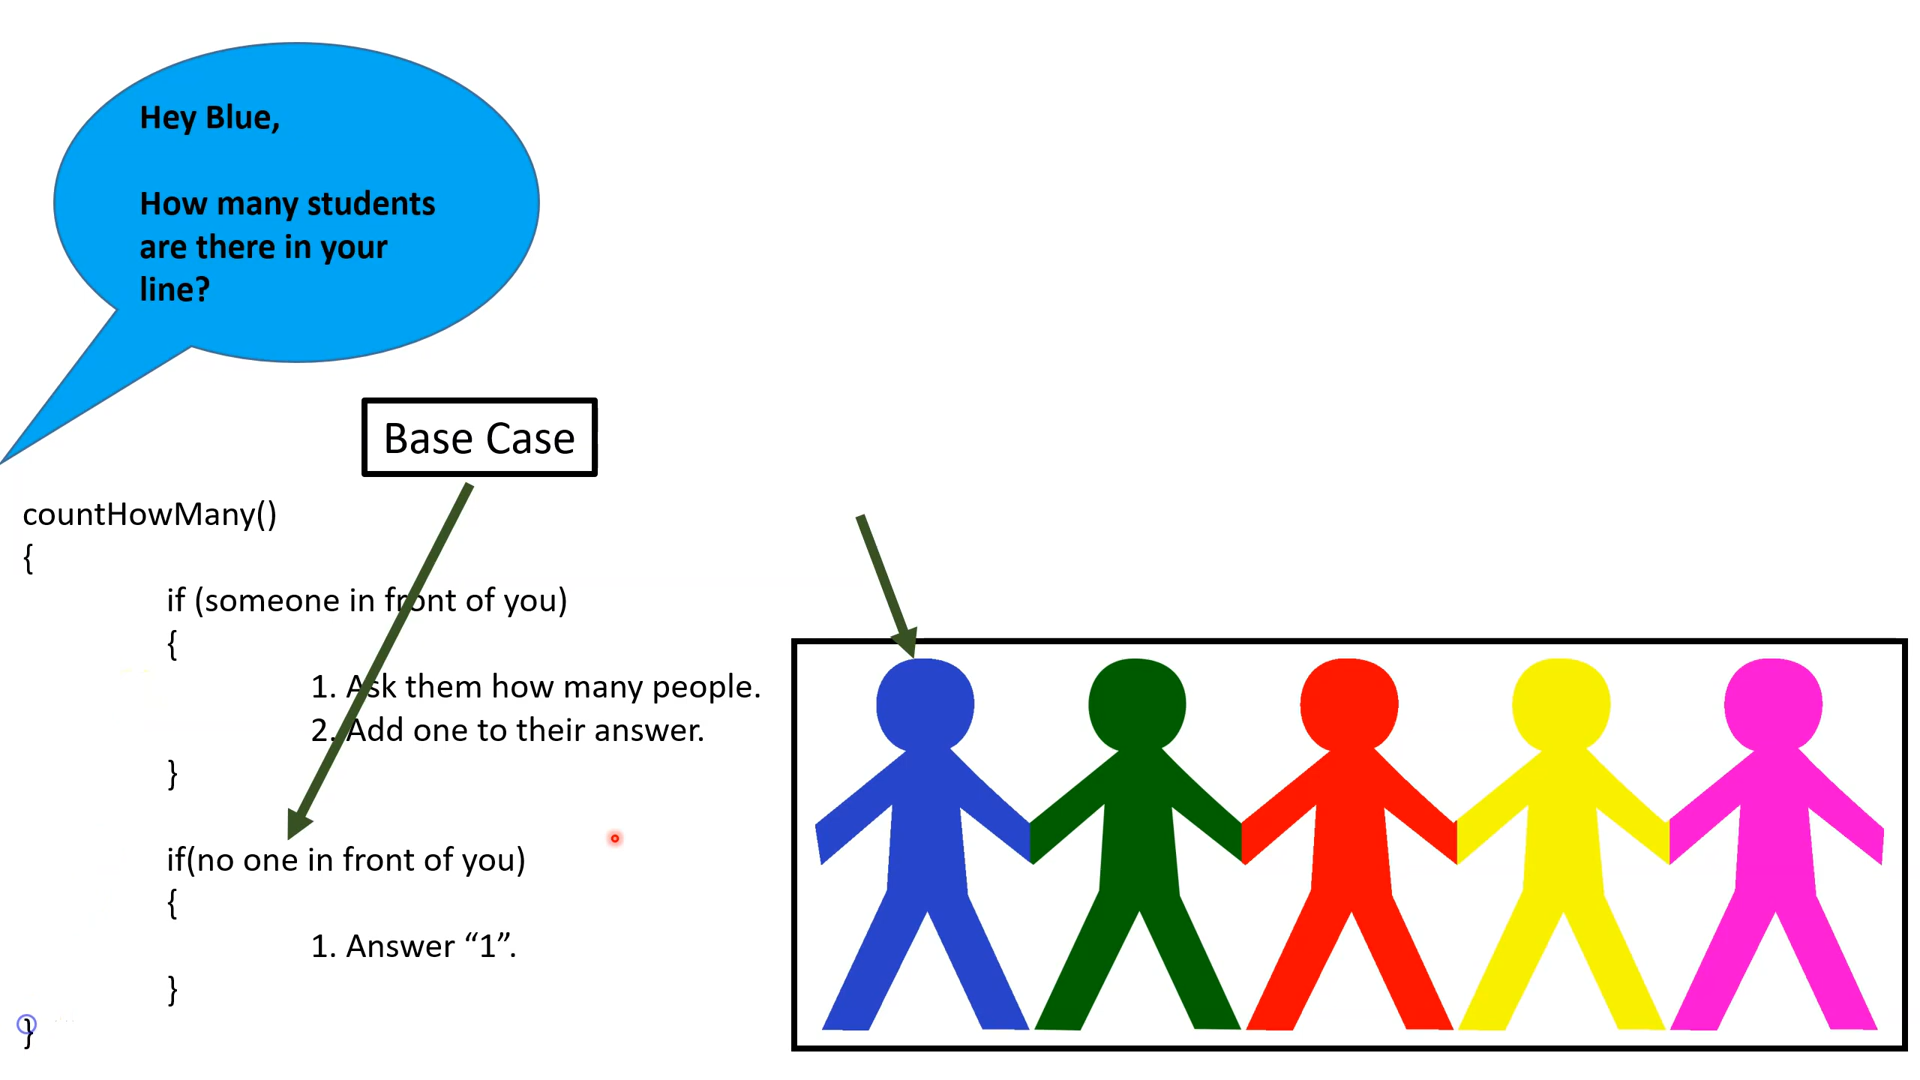 Hey Blue,
How many students
are there in your
line?
Base Case
countHowMany()
{
if (someone in front of you)
{
1. Ask them how many people.
2. Add one to their answer.
}
if(no one in front of you)
{
1. Answer “1”.
}
}